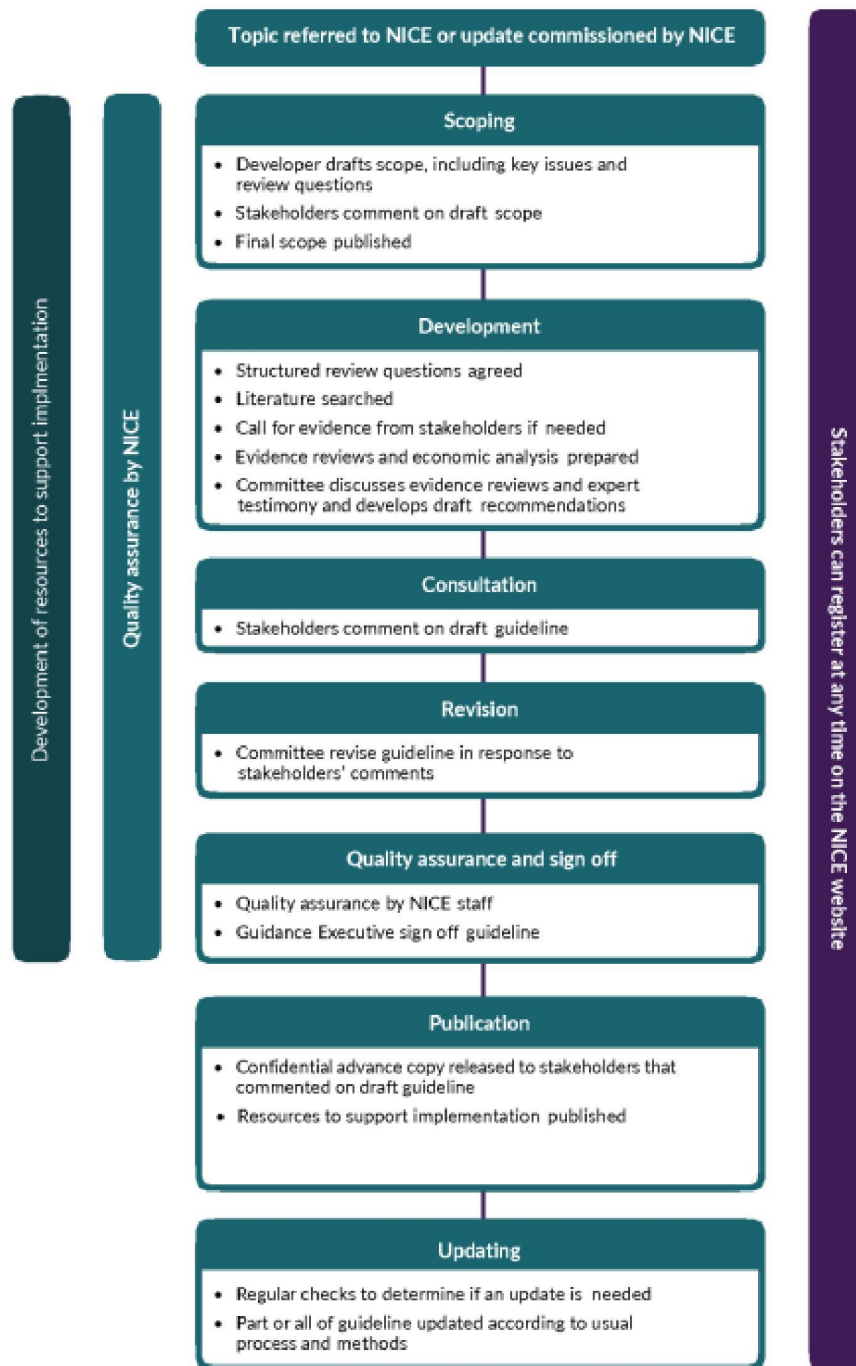 Topic referred to NICE or update commissioned by NICE
Development of resources to support implmentation
Quality assurance by NICE
Scoping
• Developer drafts scope, including key issues and
review questions
• Stakeholders comment on draft scope
• Final scope published
Development
• Structured review questions agreed
• Literature searched
• Call for evidence from stakeholders if needed
• Evidence reviews and economic analysis prepared
• Committee discusses evidence reviews and expert
testimony and develops draft recommendations
Consultation
• Stakeholders comment on draft guideline
Revision
• Committee revise guideline in response to
stakeholders' comments
Quality assurance and sign off
• Quality assurance by NICE staff
• Guidance Executive sign off guideline
Publication
• Confidential advance copy released to stakeholders that
commented on draft guideline
• Resources to support implementation published
Updating
• Regular checks to determine if an update is needed
• Part or all of guideline updated according to usual
process and methods
Stakeholders can register at any time on the NICE website